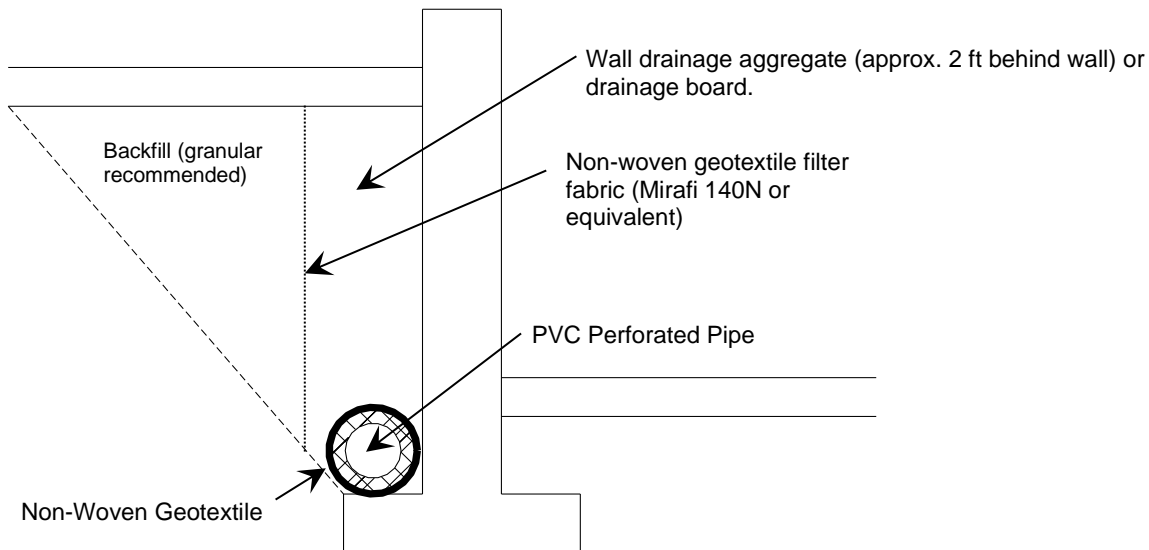 Wall drainage aggregate (approx. 2 ft behind wall) or
drainage board.
Backfill (granular
recommended)
Non-woven geotextile filter
fabric (Mirafi 140N or
equivalent)
PVC Perforated Pipe
Non-Woven Geotextile